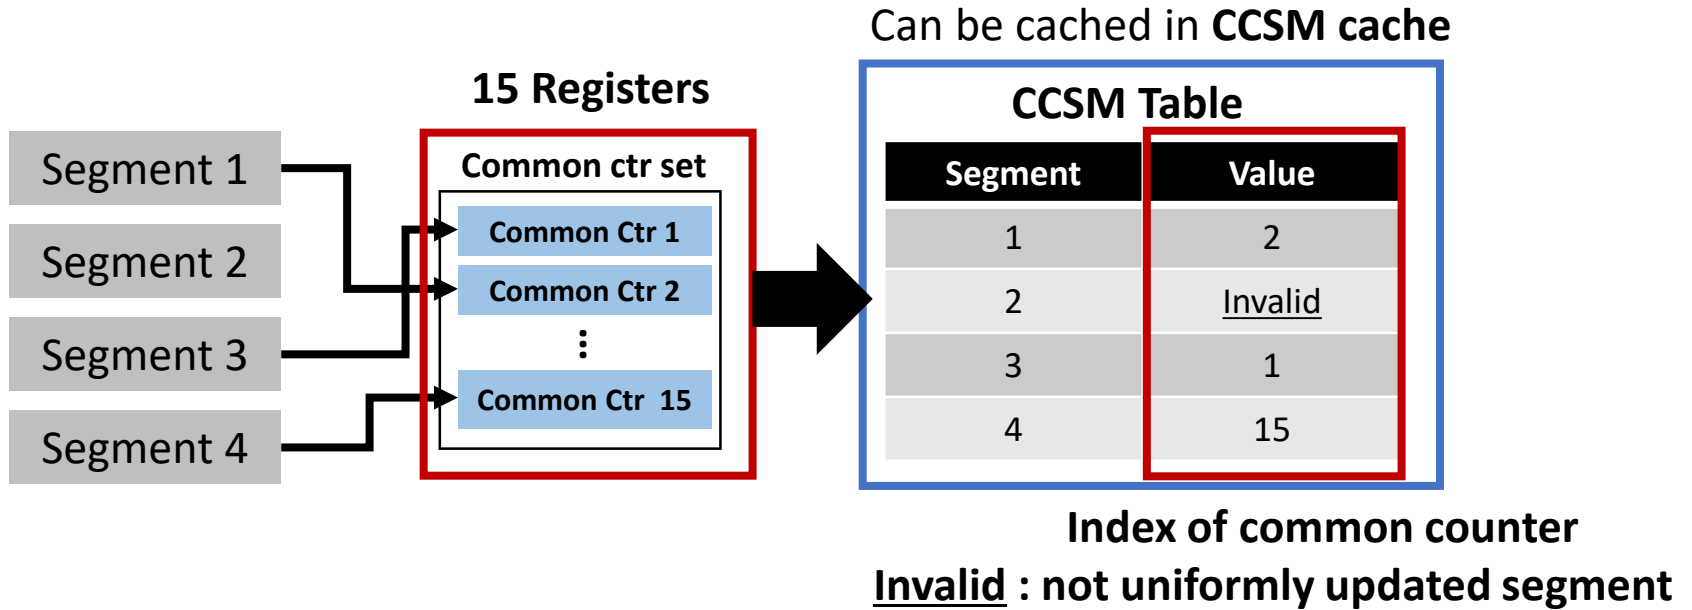 Can be cached in CCSM cache
15 Registers
Segment 1
Segment 2
Segment 3
Segment 4
Common ctr set
Common Ctr 1
Common Ctr 2
⋮
Common Ctr 15
CCSM Table
Segment Value
1 2
2 Invalid
3 1
4 15
Index of common counter
Invalid : not uniformly updated segment